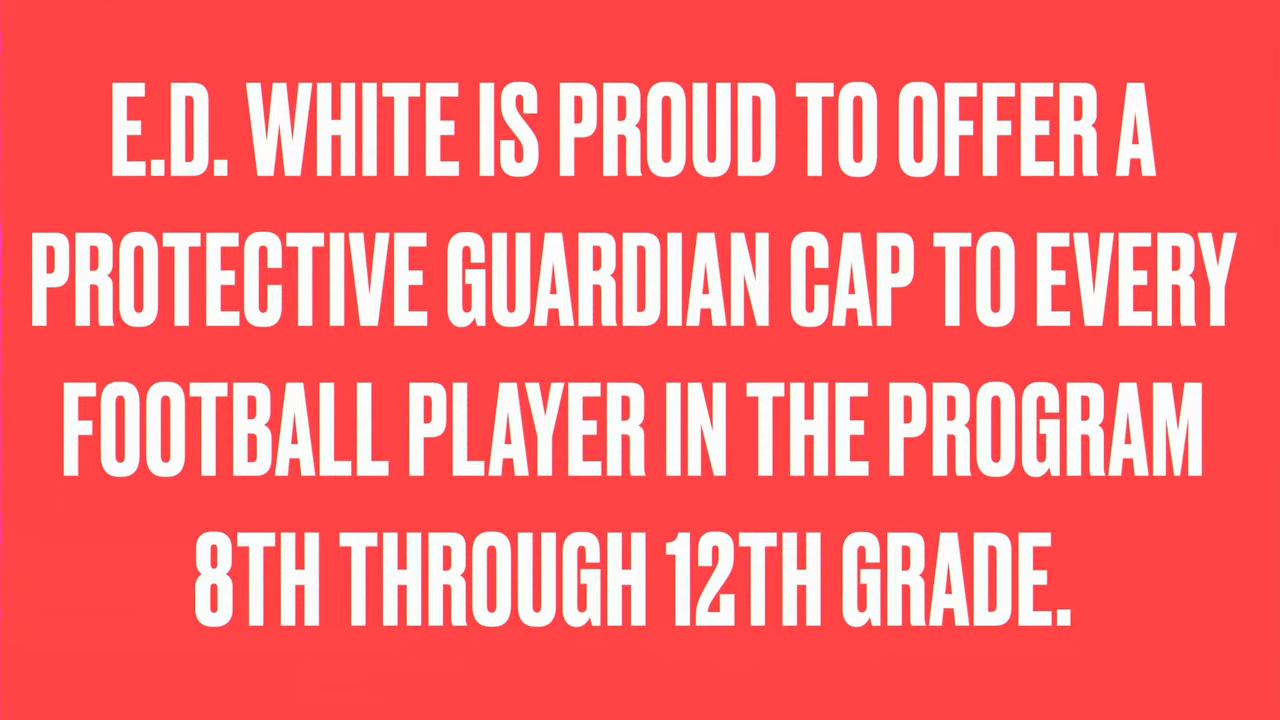 E.D. WHITE IS PROUD TO OFFER A
PROTECTIVE GUARDIAN CAP TO EVERY
FOOTBALL PLAYER IN THE PROGRAM
8TH THROUGH 12TH GRADE.